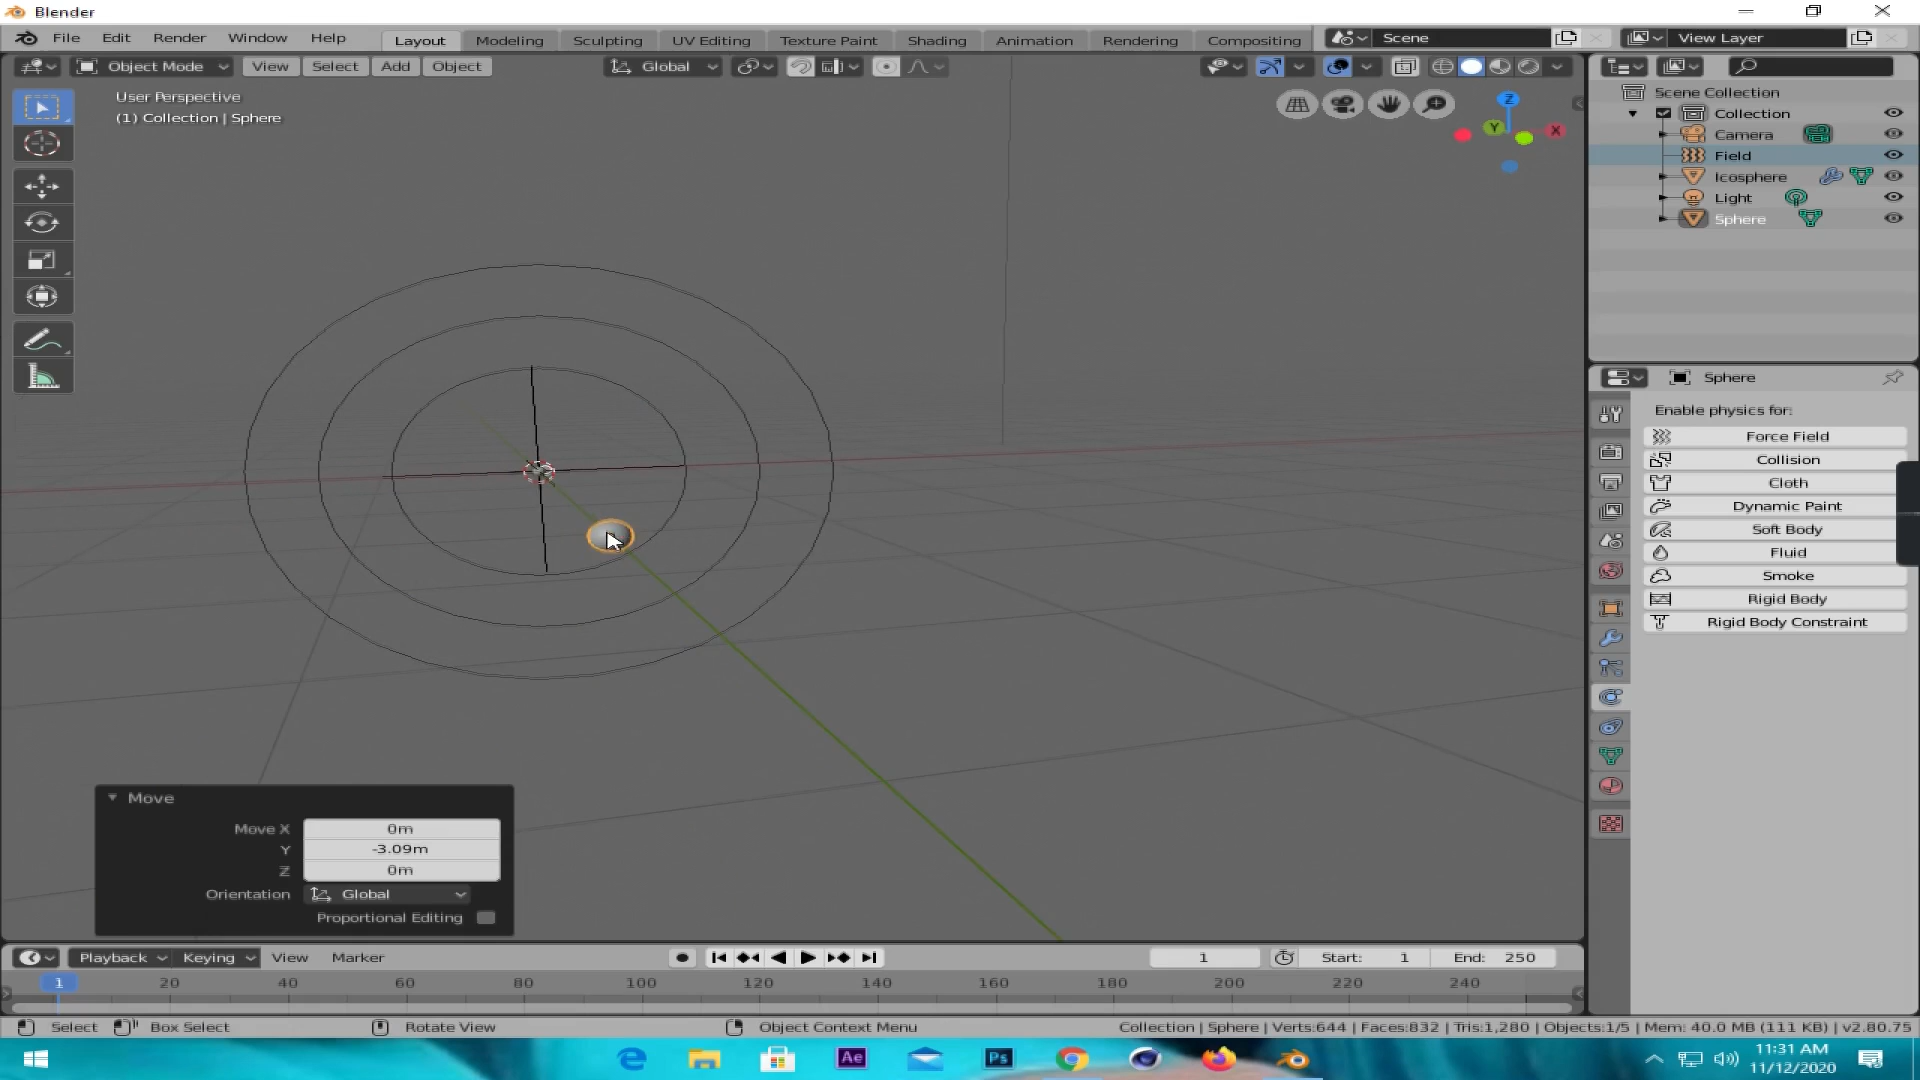 Blender
File Edit Render Window Help
Layout Modeling Sculpting UV Editing Texture Paint Shading Animation Rendering Compositing
Scene
View Layer
Object Mode View Select Add Object
Global
User Perspective
(1) Collection | Sphere
Z
Y
X
Scene Collection
Collection
Camera
Field
Icosphere
Light
Sphere
Sphere
Enable physics for:
Force Field
Collision
Cloth
Dynamic Paint
Soft Body
Fluid
Smoke
Rigid Body
Rigid Body Constraint
Move
Move X 0m
Y -3.09m
Z 0m
Orientation Global
Proportional Editing
Playback Keying View Marker
1
Start: 1
End: 250
1 20 40 60 80 100 120 140 160 180 200 220 240
Select Box Select Rotate View Object Context Menu
Collection | Sphere | Verts:644 | Faces:832 | Tris:1,280 | Objects:1/5 | Mem: 40.0 MB (111 KB) | v2.80.75
Ae
Ps
11:31 AM
11/12/2020